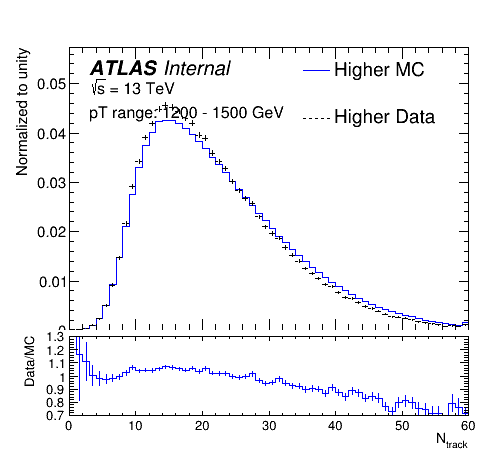 Normalized to unity
0.05
0.04
0.03
0.02
0.01
0
ATLAS Internal
√s = 13 TeV
pT range: 1200 - 1500 GeV
Higher MC
Higher Data
Data/MC
1.3
1.2
1.1
1
0.9
0.8
0.7
0 10 20 30 40 50 60
Ntrack